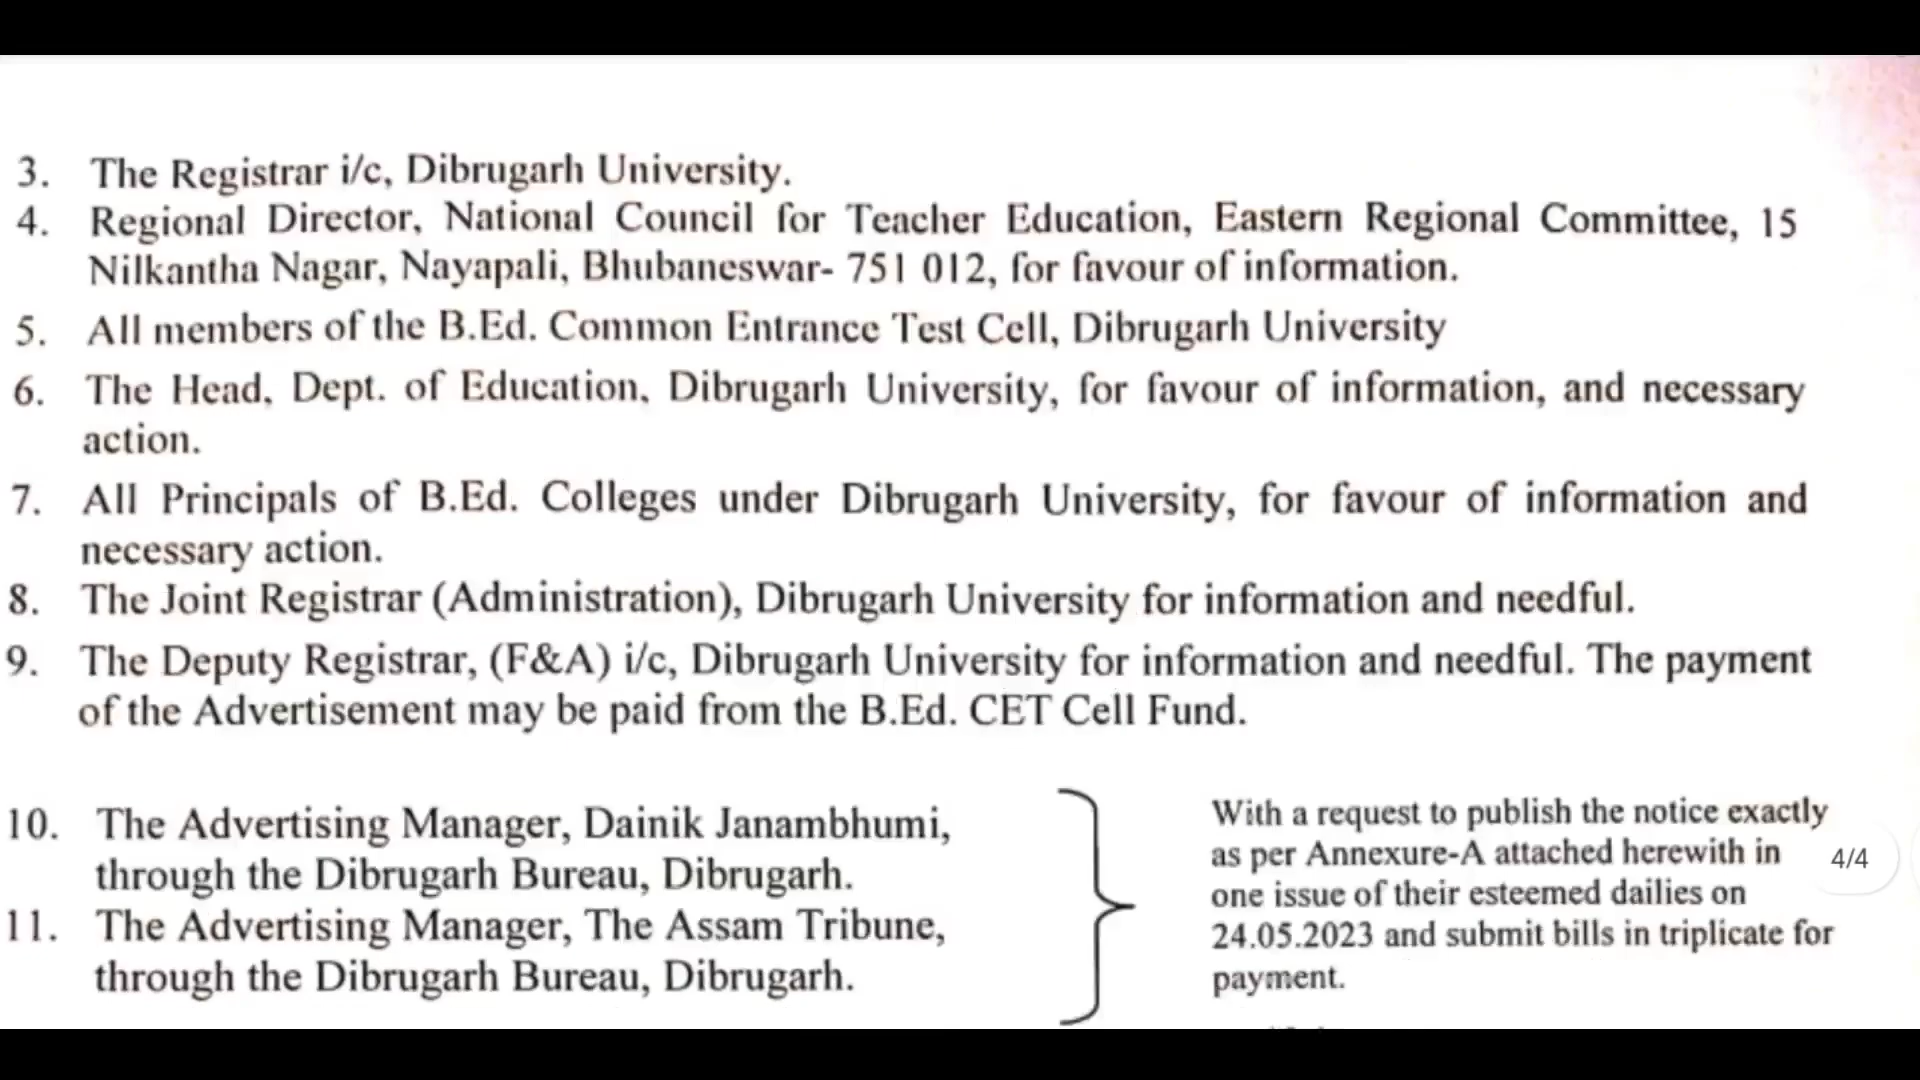 3. The Registrar i/c, Dibrugarh University.
4. Regional Director, National Council for Teacher Education, Eastern Regional Committee, 15
Nilkantha Nagar, Nayapali, Bhubaneswar- 751 012, for favour of information.
5. All members of the B.Ed. Common Entrance Test Cell, Dibrugarh University
6. The Head, Dept. of Education, Dibrugarh University, for favour of information, and necessary
action.
7. All Principals of B.Ed. Colleges under Dibrugarh University, for favour of information and
necessary action.
8. The Joint Registrar (Administration), Dibrugarh University for information and needful.
9. The Deputy Registrar, (F&A) i/c, Dibrugarh University for information and needful. The payment
of the Advertisement may be paid from the B.Ed. CET Cell Fund.
10. The Advertising Manager, Dainik Janambhumi,
through the Dibrugarh Bureau, Dibrugarh.
11. The Advertising Manager, The Assam Tribune,
through the Dibrugarh Bureau, Dibrugarh.
With a request to publish the notice exactly
as per Annexure-A attached herewith in
one issue of their esteemed dailies on
24.05.2023 and submit bills in triplicate for
payment.
4/4